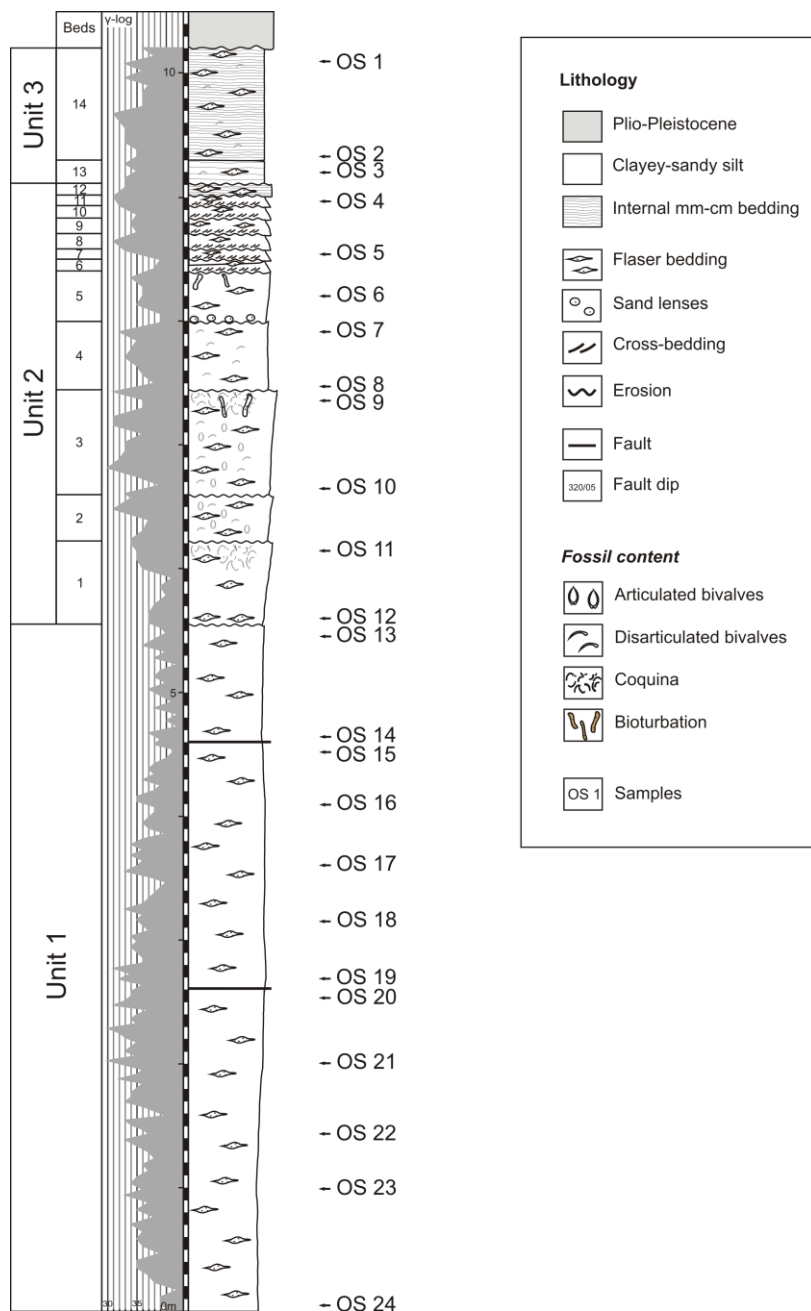 Beds
γ-log
Unit 3
14
13
Unit 2
12
11
10
9
8
7
6
5
4
3
2
1
Unit 1
10
5
30
35
0m
OS 1
OS 2
OS 3
OS 4
OS 5
OS 6
OS 7
OS 8
OS 9
OS 10
OS 11
OS 12
OS 13
OS 14
OS 15
OS 16
OS 17
OS 18
OS 19
OS 20
OS 21
OS 22
OS 23
OS 24
Lithology
Plio-Pleistocene
Clayey-sandy silt
Internal mm-cm bedding
Flaser bedding
Sand lenses
Cross-bedding
Erosion
Fault
320/05 Fault dip
Fossil content
Articulated bivalves
Disarticulated bivalves
Coquina
Bioturbation
OS 1 Samples